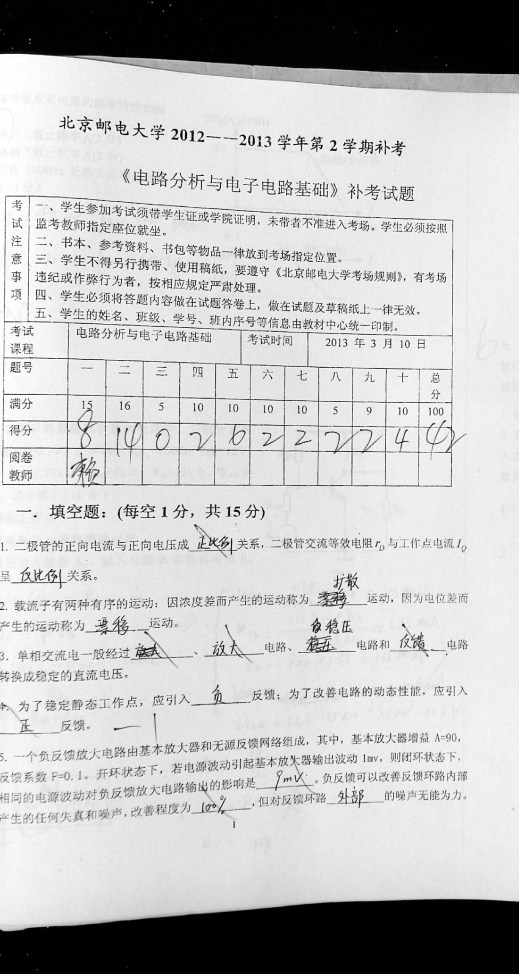 北京邮电大学 2012——2013 学年第 2 学期补考
《电路分析与电子电路基础》补考试题
考试注意事项
一、学生参加考试须带学生证或学院证明，未带者不准进入考场。学生必须按照
监考教师指定座位就坐。
二、书本、参考资料、书包等物品一律放到考场指定位置。
三、学生不得另行携带、使用稿纸，要遵守《北京邮电大学考场规则》，有考场
违纪或作弊行为者，按相应规定严肃处理。
四、学生必须将答题内容做在试题答卷上，做在试题及草稿纸上一律无效。
五、学生的姓名、班级、学号、班内序号等信息由教材中心统一印制。
考试课程 电路分析与电子电路基础 考试时间 2013 年 3 月 10 日
题号 一 二 三 四 五 六 七 八 九 十 总分
满分 15 16 5 10 10 10 10 5 9 10 100
得分 8 14 0 2 6 2 2 2 2 4 42
阅卷教师
一．填空题：(每空 1 分，共 15 分)
1. 二极管的正向电流与正向电压成 正比例 关系，二极管交流等效电阻 r_D 与工作点电流 I_Q
呈 反比例 关系。
扩散
2. 载流子有两种有序的运动：因浓度差而产生的运动称为 漂移 运动，因为电位差而
产生的运动称为 漂移 运动。
稳压
3. 单相交流电一般经过 放大 、 放大 电路、 稳压 电路和 反馈 电路
转换成稳定的直流电压。
4. 为了稳定静态工作点，应引入 负 反馈；为了改善电路的动态性能，应引入
正 反馈。
5. 一个负反馈放大电路由基本放大器和无源反馈网络组成，其中，基本放大器增益 A=90，
反馈系数 F=0.1。开环状态下，若电源波动引起基本放大器输出波动 1mv，则闭环状态下，
相同的电源波动对负反馈放大电路输出的影响是 9mV 。负反馈可以改善反馈环路内部
产生的任何失真和噪声，改善程度为 100% ，但对反馈环路 外部 的噪声无能为力。
1